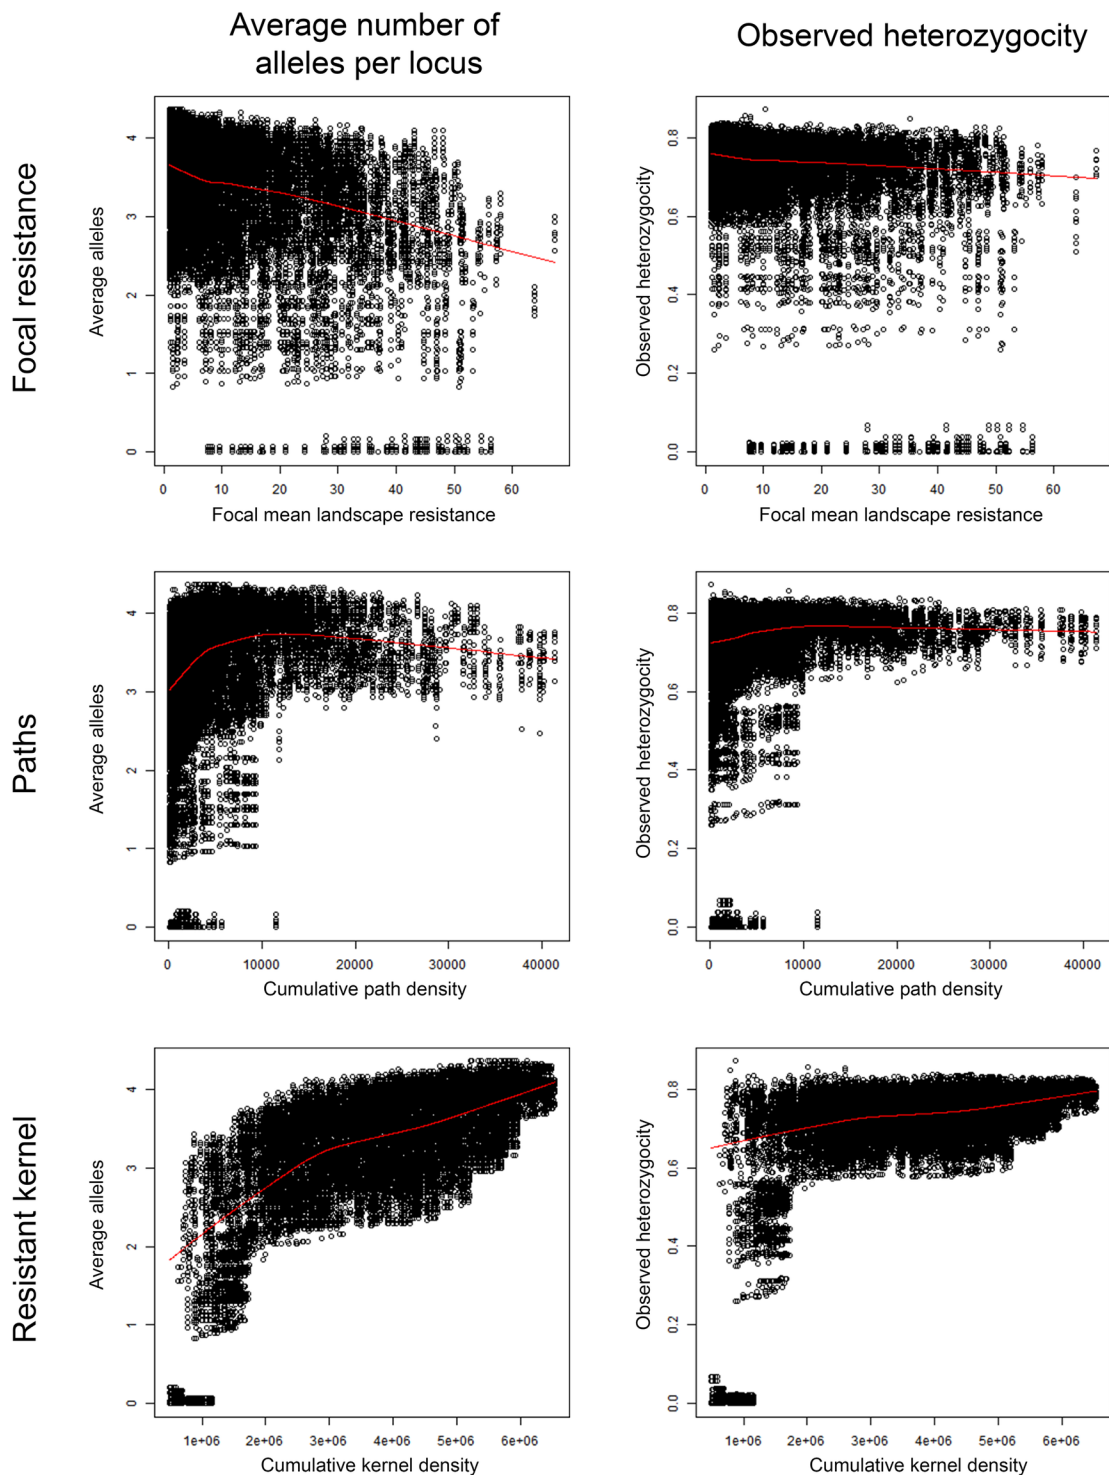 Average number of
alleles per locus
Observed heterozygocity
Focal resistance
Average alleles
4
3
2
1
0
0 10 20 30 40 50 60
Focal mean landscape resistance
Observed heterozygocity
0.8
0.6
0.4
0.2
0.0
0 10 20 30 40 50 60
Focal mean landscape resistance
Paths
Average alleles
4
3
2
1
0
0 10000 20000 30000 40000
Cumulative path density
Observed heterozygocity
0.8
0.6
0.4
0.2
0.0
0 10000 20000 30000 40000
Cumulative path density
Resistant kernel
Average alleles
4
3
2
1
0
1e+06 2e+06 3e+06 4e+06 5e+06 6e+06
Cumulative kernel density
Observed heterozygocity
0.8
0.6
0.4
0.2
0.0
1e+06 2e+06 3e+06 4e+06 5e+06 6e+06
Cumulative kernel density